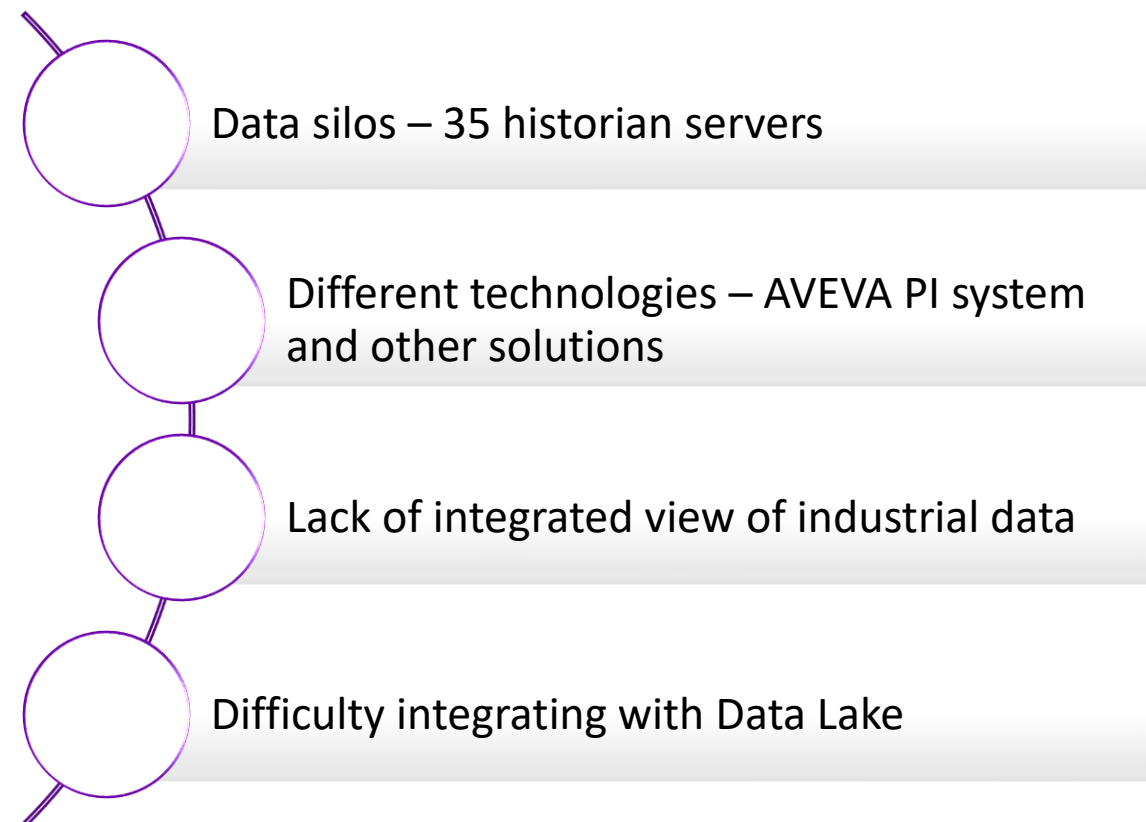 Data silos – 35 historian servers
Different technologies – AVEVA PI system
and other solutions
Lack of integrated view of industrial data
Difficulty integrating with Data Lake